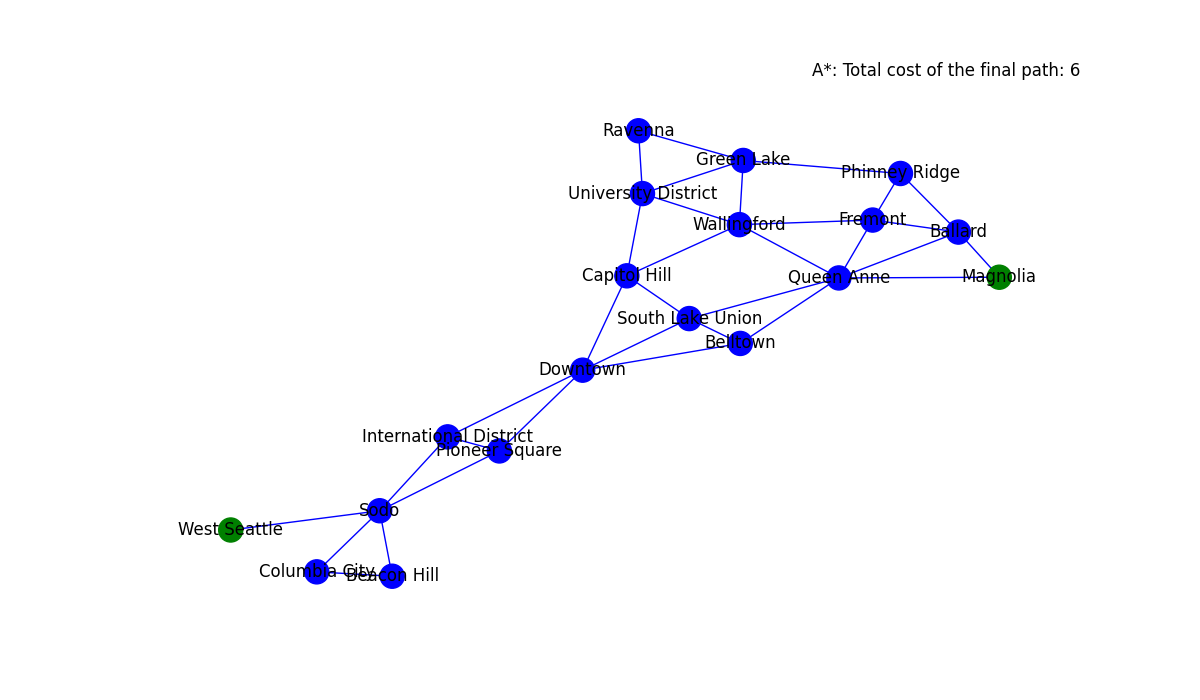 A*: Total cost of the final path: 6
Ravenna
Green Lake
Phinney Ridge
University District
Wallingford
Fremont
Ballard
Capitol Hill
Queen Anne
Magnolia
South Lake Union
Belltown
Downtown
International District
Pioneer Square
Sodo
West Seattle
Columbia City
Beacon Hill